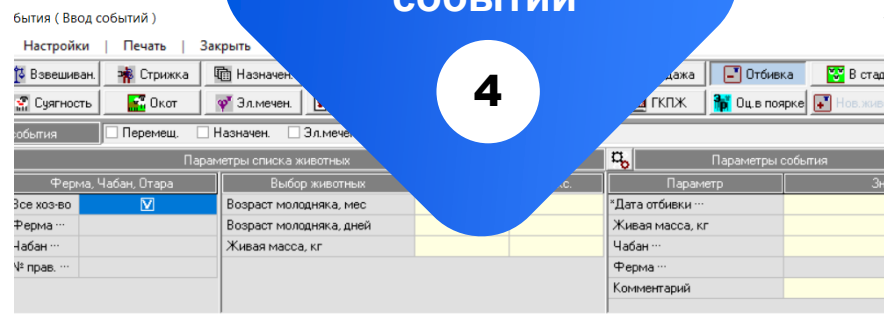 событий
4
бытия ( Ввод событий )
Настройки | Печать | Закрыть
Взвешиван. Стрижка Назначен. Отбивка В стад
Суягность Окот Эл.мечен. ГКПЖ Оц.в поярке Нов.жив
события Перемещ. Назначен. Эл.мечен
Параметры списка животных Параметры события
Ферма, Чабан, Отара Выбор животных Параметр
Все хоз-во Возраст молодняка, мес *Дата отбивки ...
Ферма ... Возраст молодняка, дней Живая масса, кг
Чабан ... Живая масса, кг Чабан ...
№ прав. ... Ферма ...
Комментарий